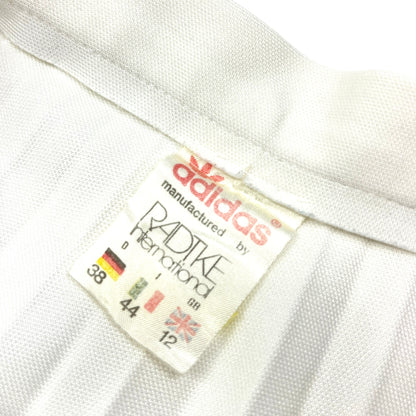 adidas®
manufactured by
RADTKE
International
D I GB
38 44 12